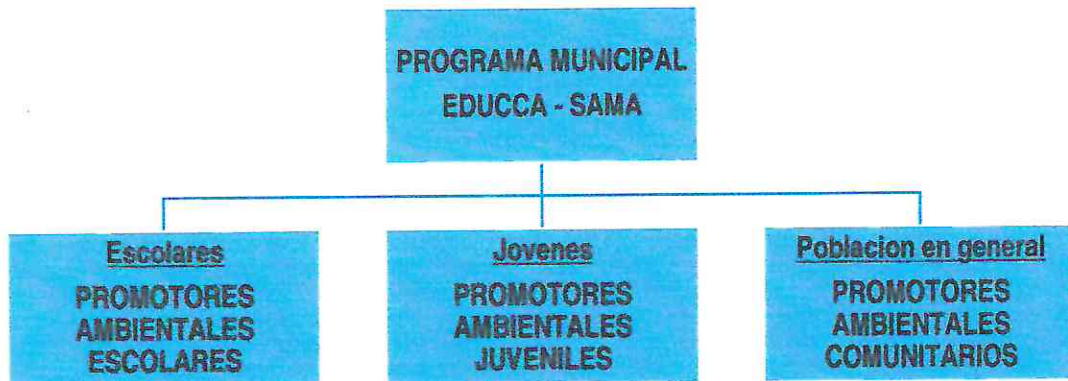 PROGRAMA MUNICIPAL
EDUCCA - SAMA
Escolares
PROMOTORES
AMBIENTALES
ESCOLARES
Jovenes
PROMOTORES
AMBIENTALES
JUVENILES
Poblacion en general
PROMOTORES
AMBIENTALES
COMUNITARIOS